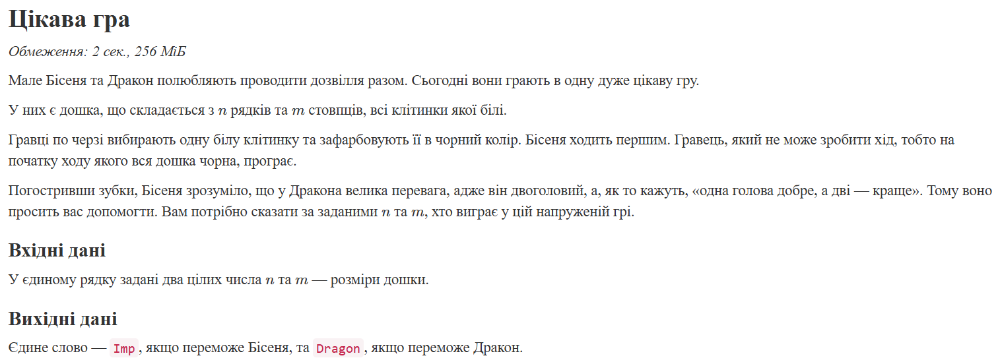 Цікава гра
Обмеження: 2 сек., 256 МіБ
Мале Бісеня та Дракон полюбляють проводити дозвілля разом. Сьогодні вони грають в одну дуже цікаву гру.
У них є дошка, що складається з n рядків та m стовпців, всі клітинки якої білі.
Гравці по черзі вибирають одну білу клітинку та зафарбовують її в чорний колір. Бісеня ходить першим. Гравець, який не може зробити хід, тобто на
початку ходу якого вся дошка чорна, програє.
Погостривши зубки, Бісеня зрозуміло, що у Дракона велика перевага, адже він двоголовий, а, як то кажуть, «одна голова добре, а дві — краще». Тому воно
просить вас допомогти. Вам потрібно сказати за заданими n та m, хто виграє у цій напруженій грі.
Вхідні дані
У єдиному рядку задані два цілих числа n та m — розміри дошки.
Вихідні дані
Єдине слово — Imp, якщо переможе Бісеня, та Dragon, якщо переможе Дракон.